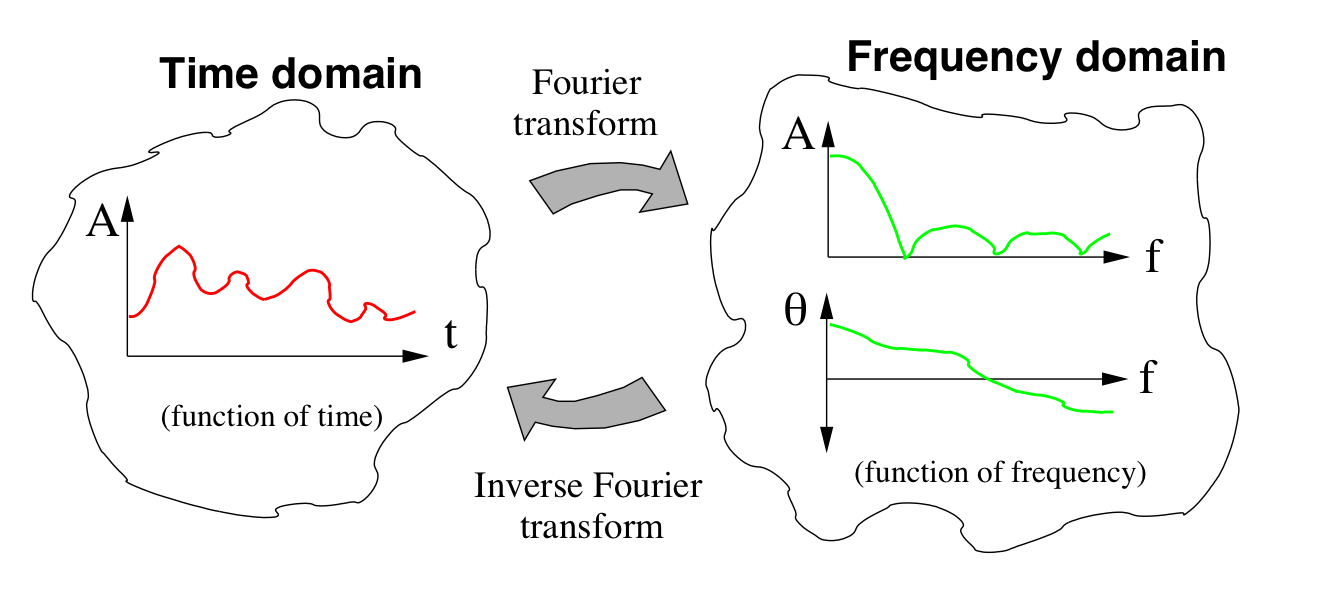 Time domain
A
t
(function of time)
Fourier
transform
Inverse Fourier
transform
Frequency domain
A
f
θ
f
(function of frequency)